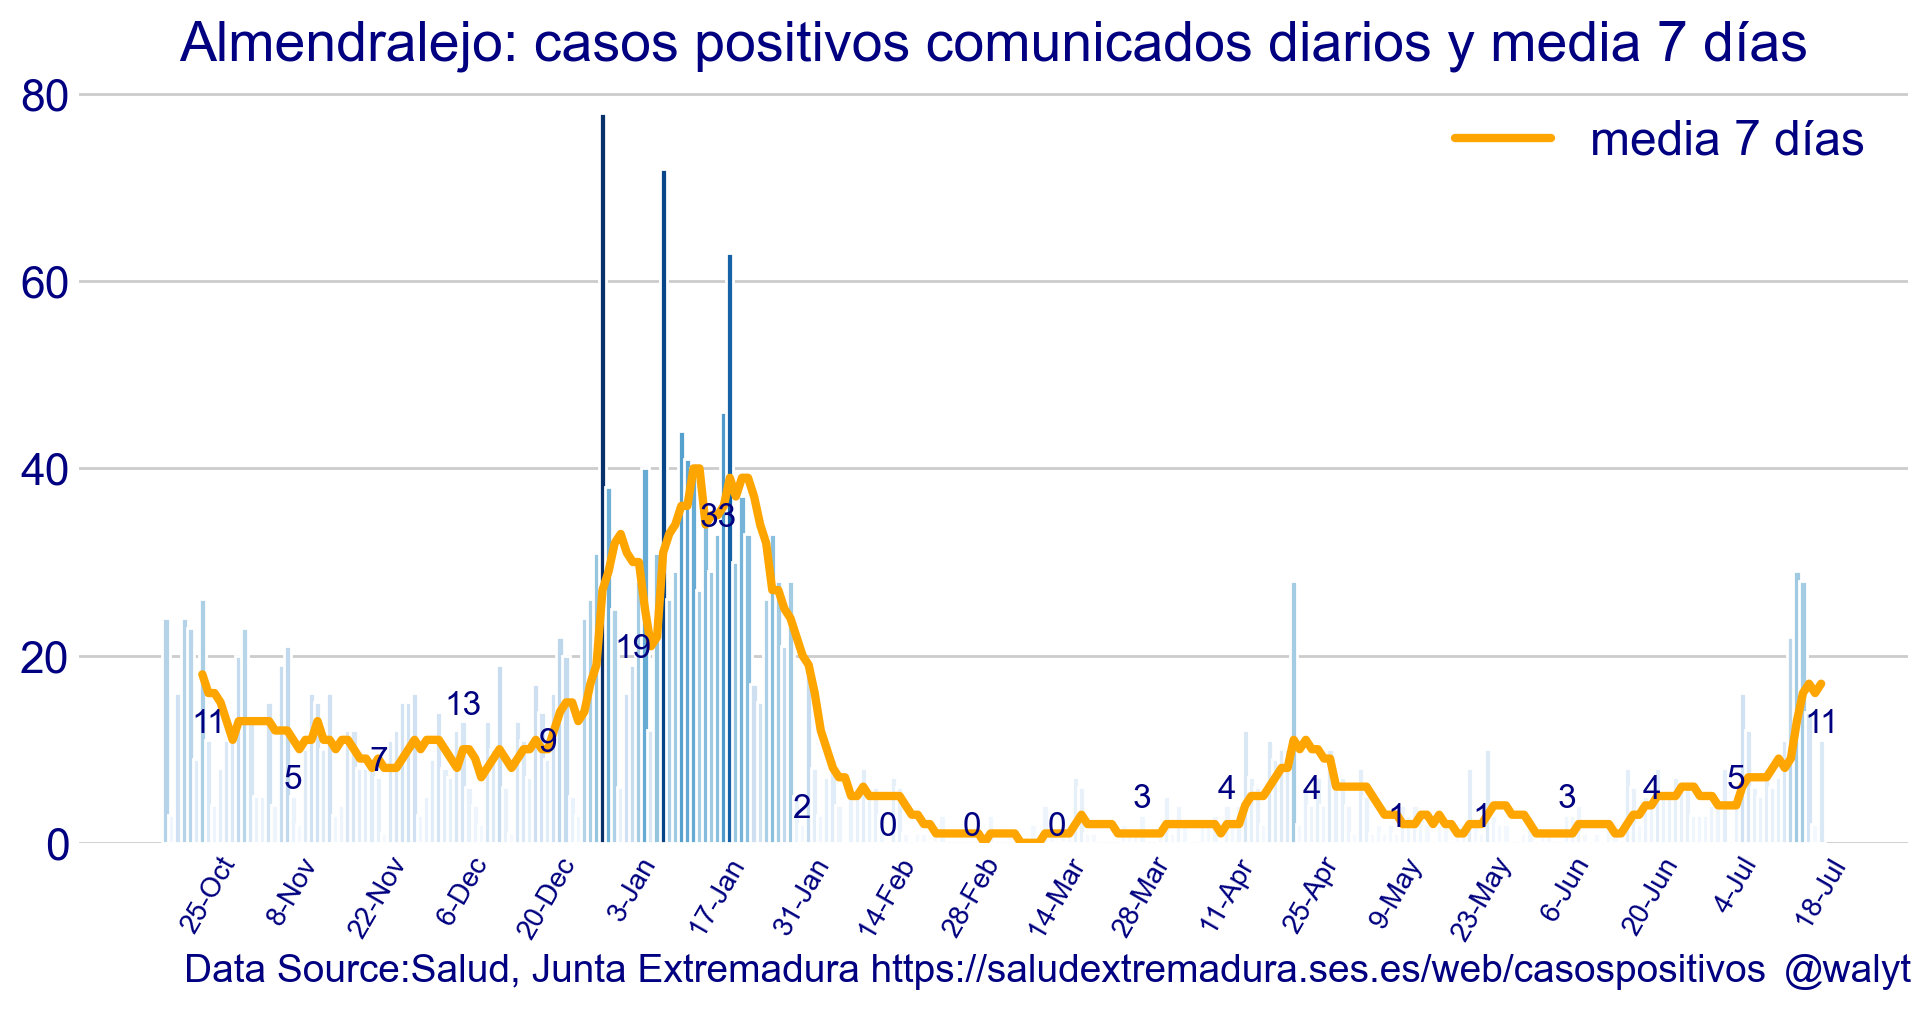 Almendralejo: casos positivos comunicados diarios y media 7 días
80
media 7 días
60
40
33
20
19
13
11
11
9
7
5
5
4
4
4
3
3
2
1
1
0
0
0
0
25-Oct
8-Nov
22-Nov
6-Dec
20-Dec
3-Jan
17-Jan
31-Jan
14-Feb
28-Feb
14-Mar
28-Mar
11-Apr
25-Apr
9-May
23-May
6-Jun
20-Jun
4-Jul
18-Jul
Data Source:Salud, Junta Extremadura https://saludextremadura.ses.es/web/casospositivos @walyt